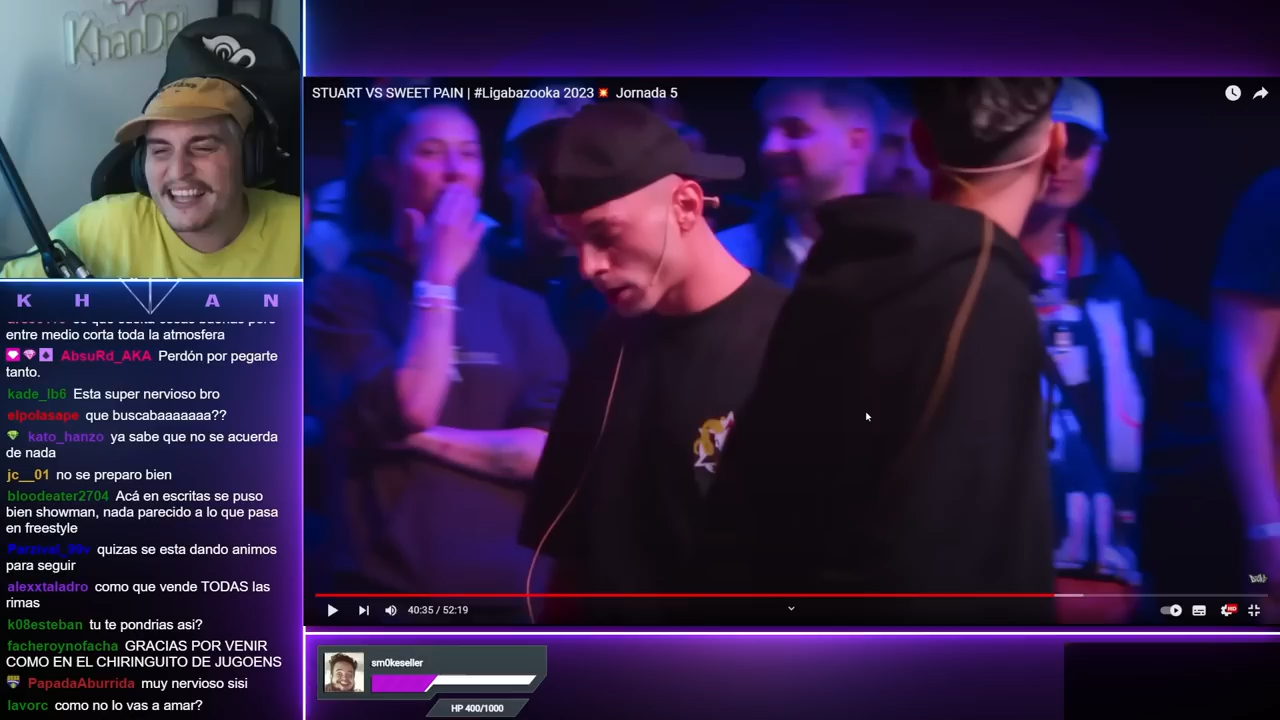 KhanDBL
STUART VS SWEET PAIN | #Ligabazooka 2023💥 Jornada 5
K H A N
entre medio corta toda la atmosfera
AbsuRd_AKA Perdón por pegarte
tanto.
kade_lb6 Esta super nervioso bro
elpolasape que buscabaaaaaaa??
kato_hanzo ya sabe que no se acuerda
de nada
jc__01 no se preparo bien
bloodeater2704 Acá en escritas se puso
bien showman, nada parecido a lo que pasa
en freestyle
quizas se esta dando animos
para seguir
alexxtaladro como que vende TODAS las
rimas
k08esteban tu te pondrias asi?
facheroynofacha GRACIAS POR VENIR
COMO EN EL CHIRINGUITO DE JUGOENS
PapadaAburrida muy nervioso sisi
lavorc como no lo vas a amar?
40:35 / 52:19
HD
sm0keseller
HP 400/1000